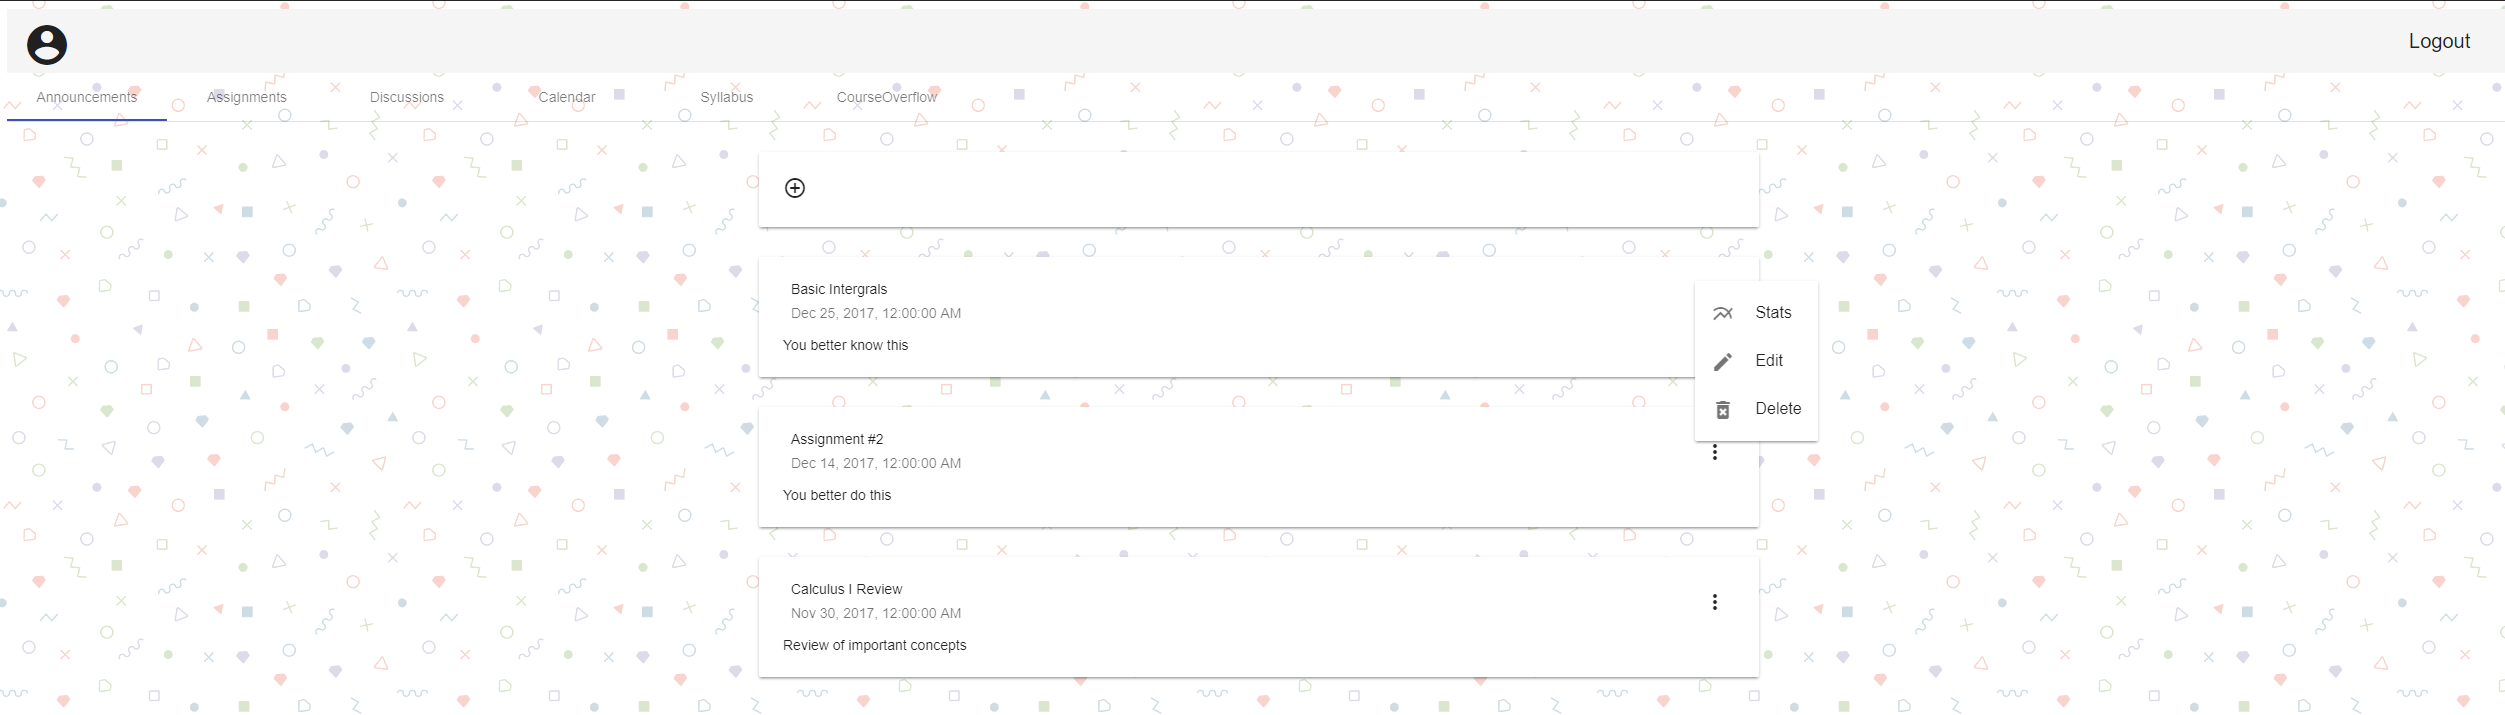 Logout
Announcements
Assignments
Discussions
Calendar
Syllabus
CourseOverflow
Basic Intergrals
Dec 25, 2017, 12:00:00 AM
You better know this
Stats
Edit
Delete
Assignment #2
Dec 14, 2017, 12:00:00 AM
You better do this
Calculus I Review
Nov 30, 2017, 12:00:00 AM
Review of important concepts